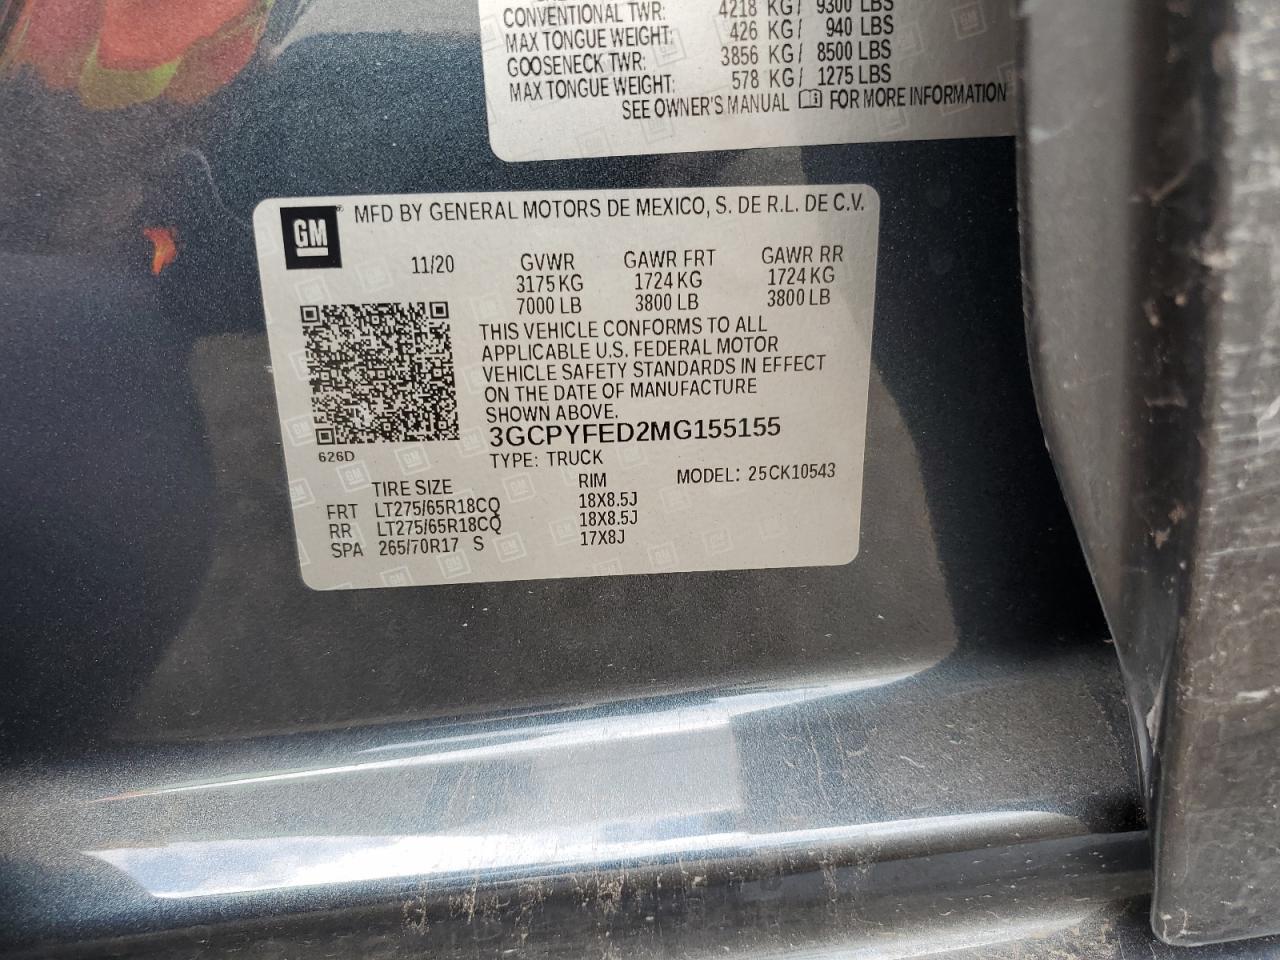 CONVENTIONAL TWR: 4218 KG/ 9300 LBS
MAX TONGUE WEIGHT: 426 KG/ 940 LBS
GOOSENECK TWR: 3856 KG/ 8500 LBS
MAX TONGUE WEIGHT: 578 KG/ 1275 LBS
SEE OWNER'S MANUAL FOR MORE INFORMATION
GM® MFD BY GENERAL MOTORS DE MEXICO, S. DE R.L. DE C.V.
11/20 GVWR GAWR FRT GAWR RR
3175 KG 1724 KG 1724 KG
7000 LB 3800 LB 3800 LB
THIS VEHICLE CONFORMS TO ALL
APPLICABLE U.S. FEDERAL MOTOR
VEHICLE SAFETY STANDARDS IN EFFECT
ON THE DATE OF MANUFACTURE
SHOWN ABOVE.
3GCPYFED2MG155155
626D
TYPE: TRUCK MODEL: 25CK10543
TIRE SIZE RIM
FRT LT275/65R18CQ 18X8.5J
RR LT275/65R18CQ 18X8.5J
SPA 265/70R17 S 17X8J